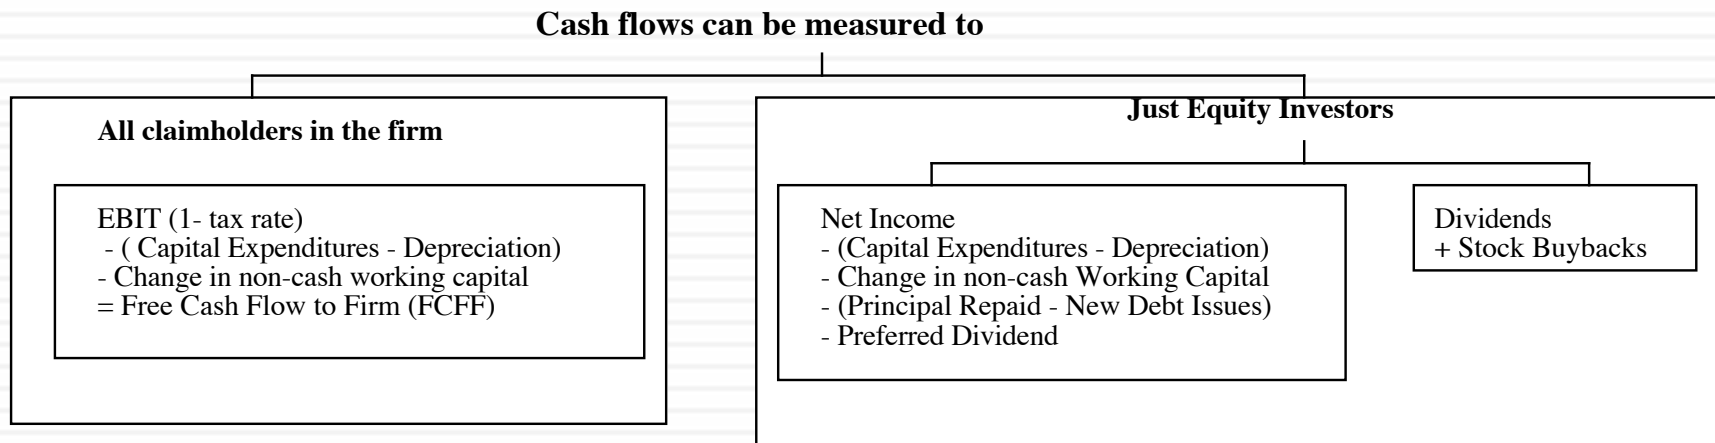 Cash flows can be measured to
All claimholders in the firm
EBIT (1- tax rate)
- ( Capital Expenditures - Depreciation)
- Change in non-cash working capital
= Free Cash Flow to Firm (FCFF)
Just Equity Investors
Net Income
- (Capital Expenditures - Depreciation)
- Change in non-cash Working Capital
- (Principal Repaid - New Debt Issues)
- Preferred Dividend
Dividends
+ Stock Buybacks